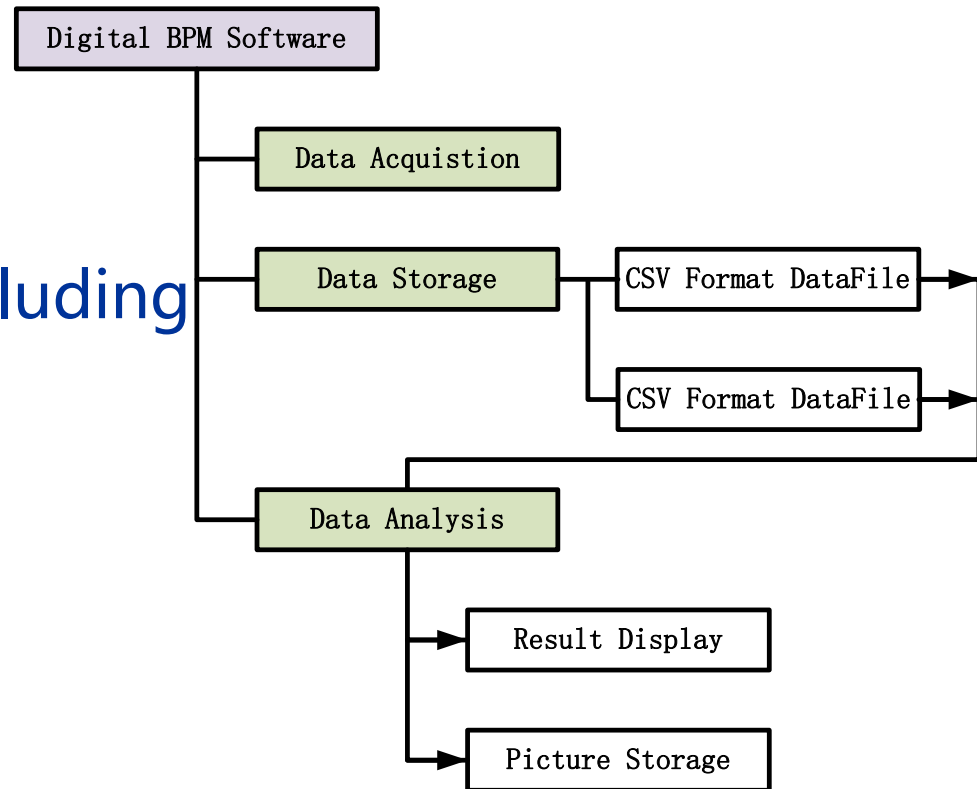 Digital BPM Software
Data Acquistion
luding
Data Storage
CSV Format DataFile
CSV Format DataFile
Data Analysis
Result Display
Picture Storage